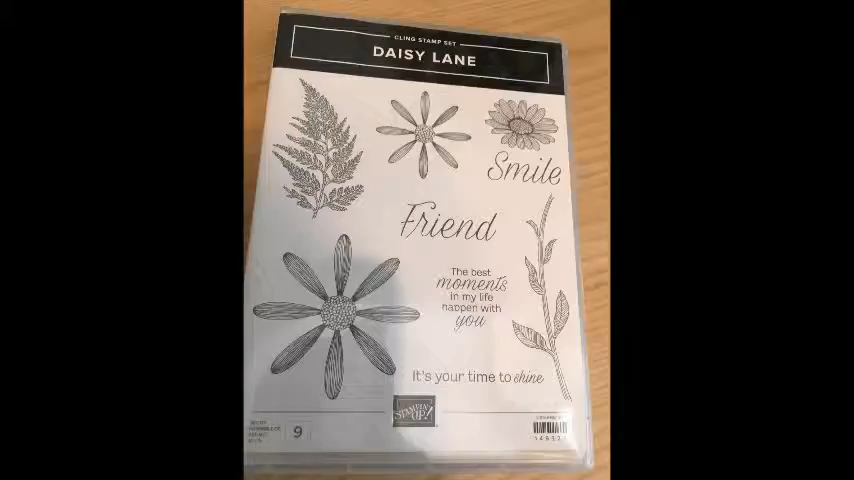 CLING STAMP SET
DAISY LANE
Smile
Friend
The best
moments
in my life
happen with
you
It's your time to shine
STAMPIN' UP!
9